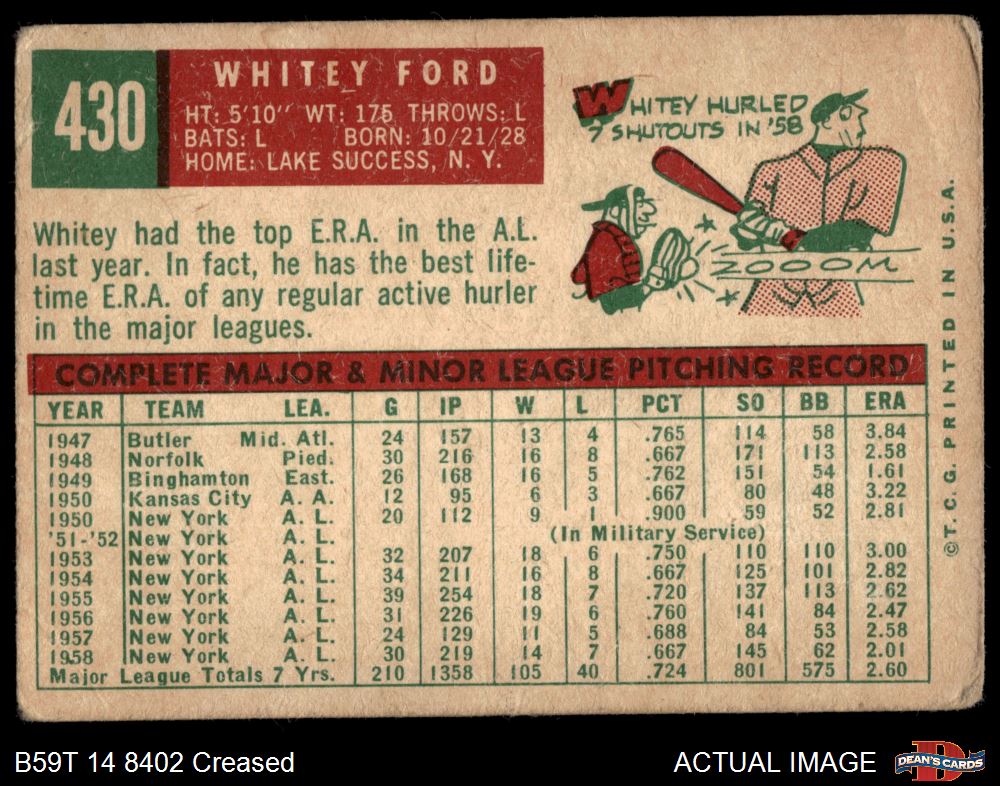 430
WHITEY FORD
HT: 5'10" WT: 175 THROWS: L
BATS: L BORN: 10/21/28
HOME: LAKE SUCCESS, N. Y.
WHITEY HURLED
7 SHUTOUTS IN '58
ZOOOM
Whitey had the top E.R.A. in the A.L.
last year. In fact, he has the best life-
time E.R.A. of any regular active hurler
in the major leagues.
COMPLETE MAJOR & MINOR LEAGUE PITCHING RECORD
YEAR TEAM LEA. G IP W L PCT SO BB ERA
1947 Butler Mid. Atl. 24 157 13 4 .765 114 58 3.84
1948 Norfolk Pied. 30 216 16 8 .667 171 113 2.58
1949 Binghamton East. 26 168 16 5 .762 151 54 1.61
1950 Kansas City A. A. 12 95 6 3 .667 80 48 3.22
1950 New York A. L. 20 112 9 1 .900 59 52 2.81
'51-'52 New York A. L. (In Military Service)
1953 New York A. L. 32 207 18 6 .750 110 110 3.00
1954 New York A. L. 34 211 16 8 .667 125 101 2.82
1955 New York A. L. 39 254 18 7 .720 137 113 2.62
1956 New York A. L. 31 226 19 6 .760 141 84 2.47
1957 New York A. L. 24 129 11 5 .688 84 53 2.58
1958 New York A. L. 30 219 14 7 .667 145 62 2.01
Major League Totals 7 Yrs. 210 1358 105 40 .724 801 575 2.60
©T. C. G. PRINTED IN U.S.A.
B59T 14 8402 Creased
ACTUAL IMAGE
D
DEAN'S CARDS